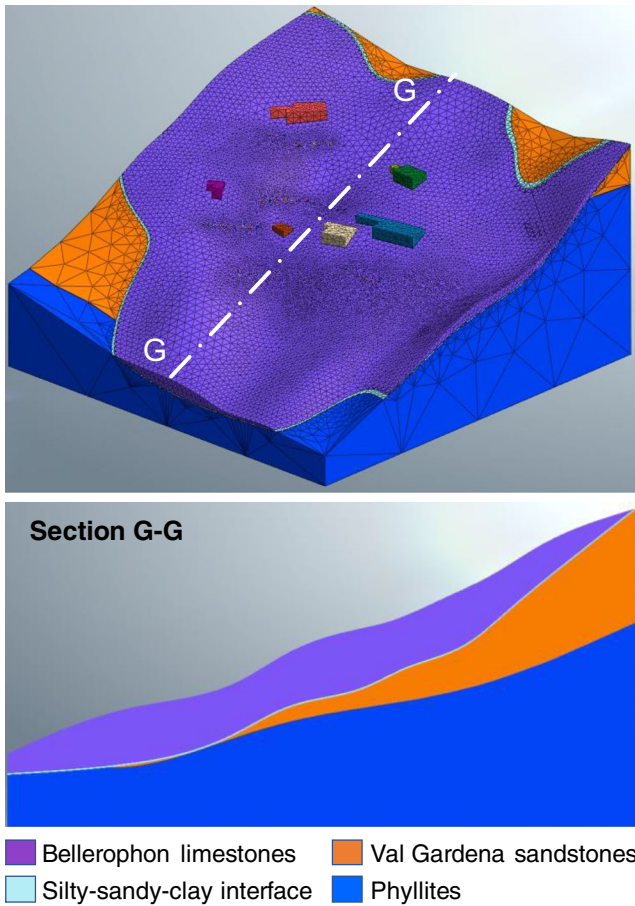 G
G
Section G-G
Bellerophon limestones
Val Gardena sandstones
Silty-sandy-clay interface
Phyllites